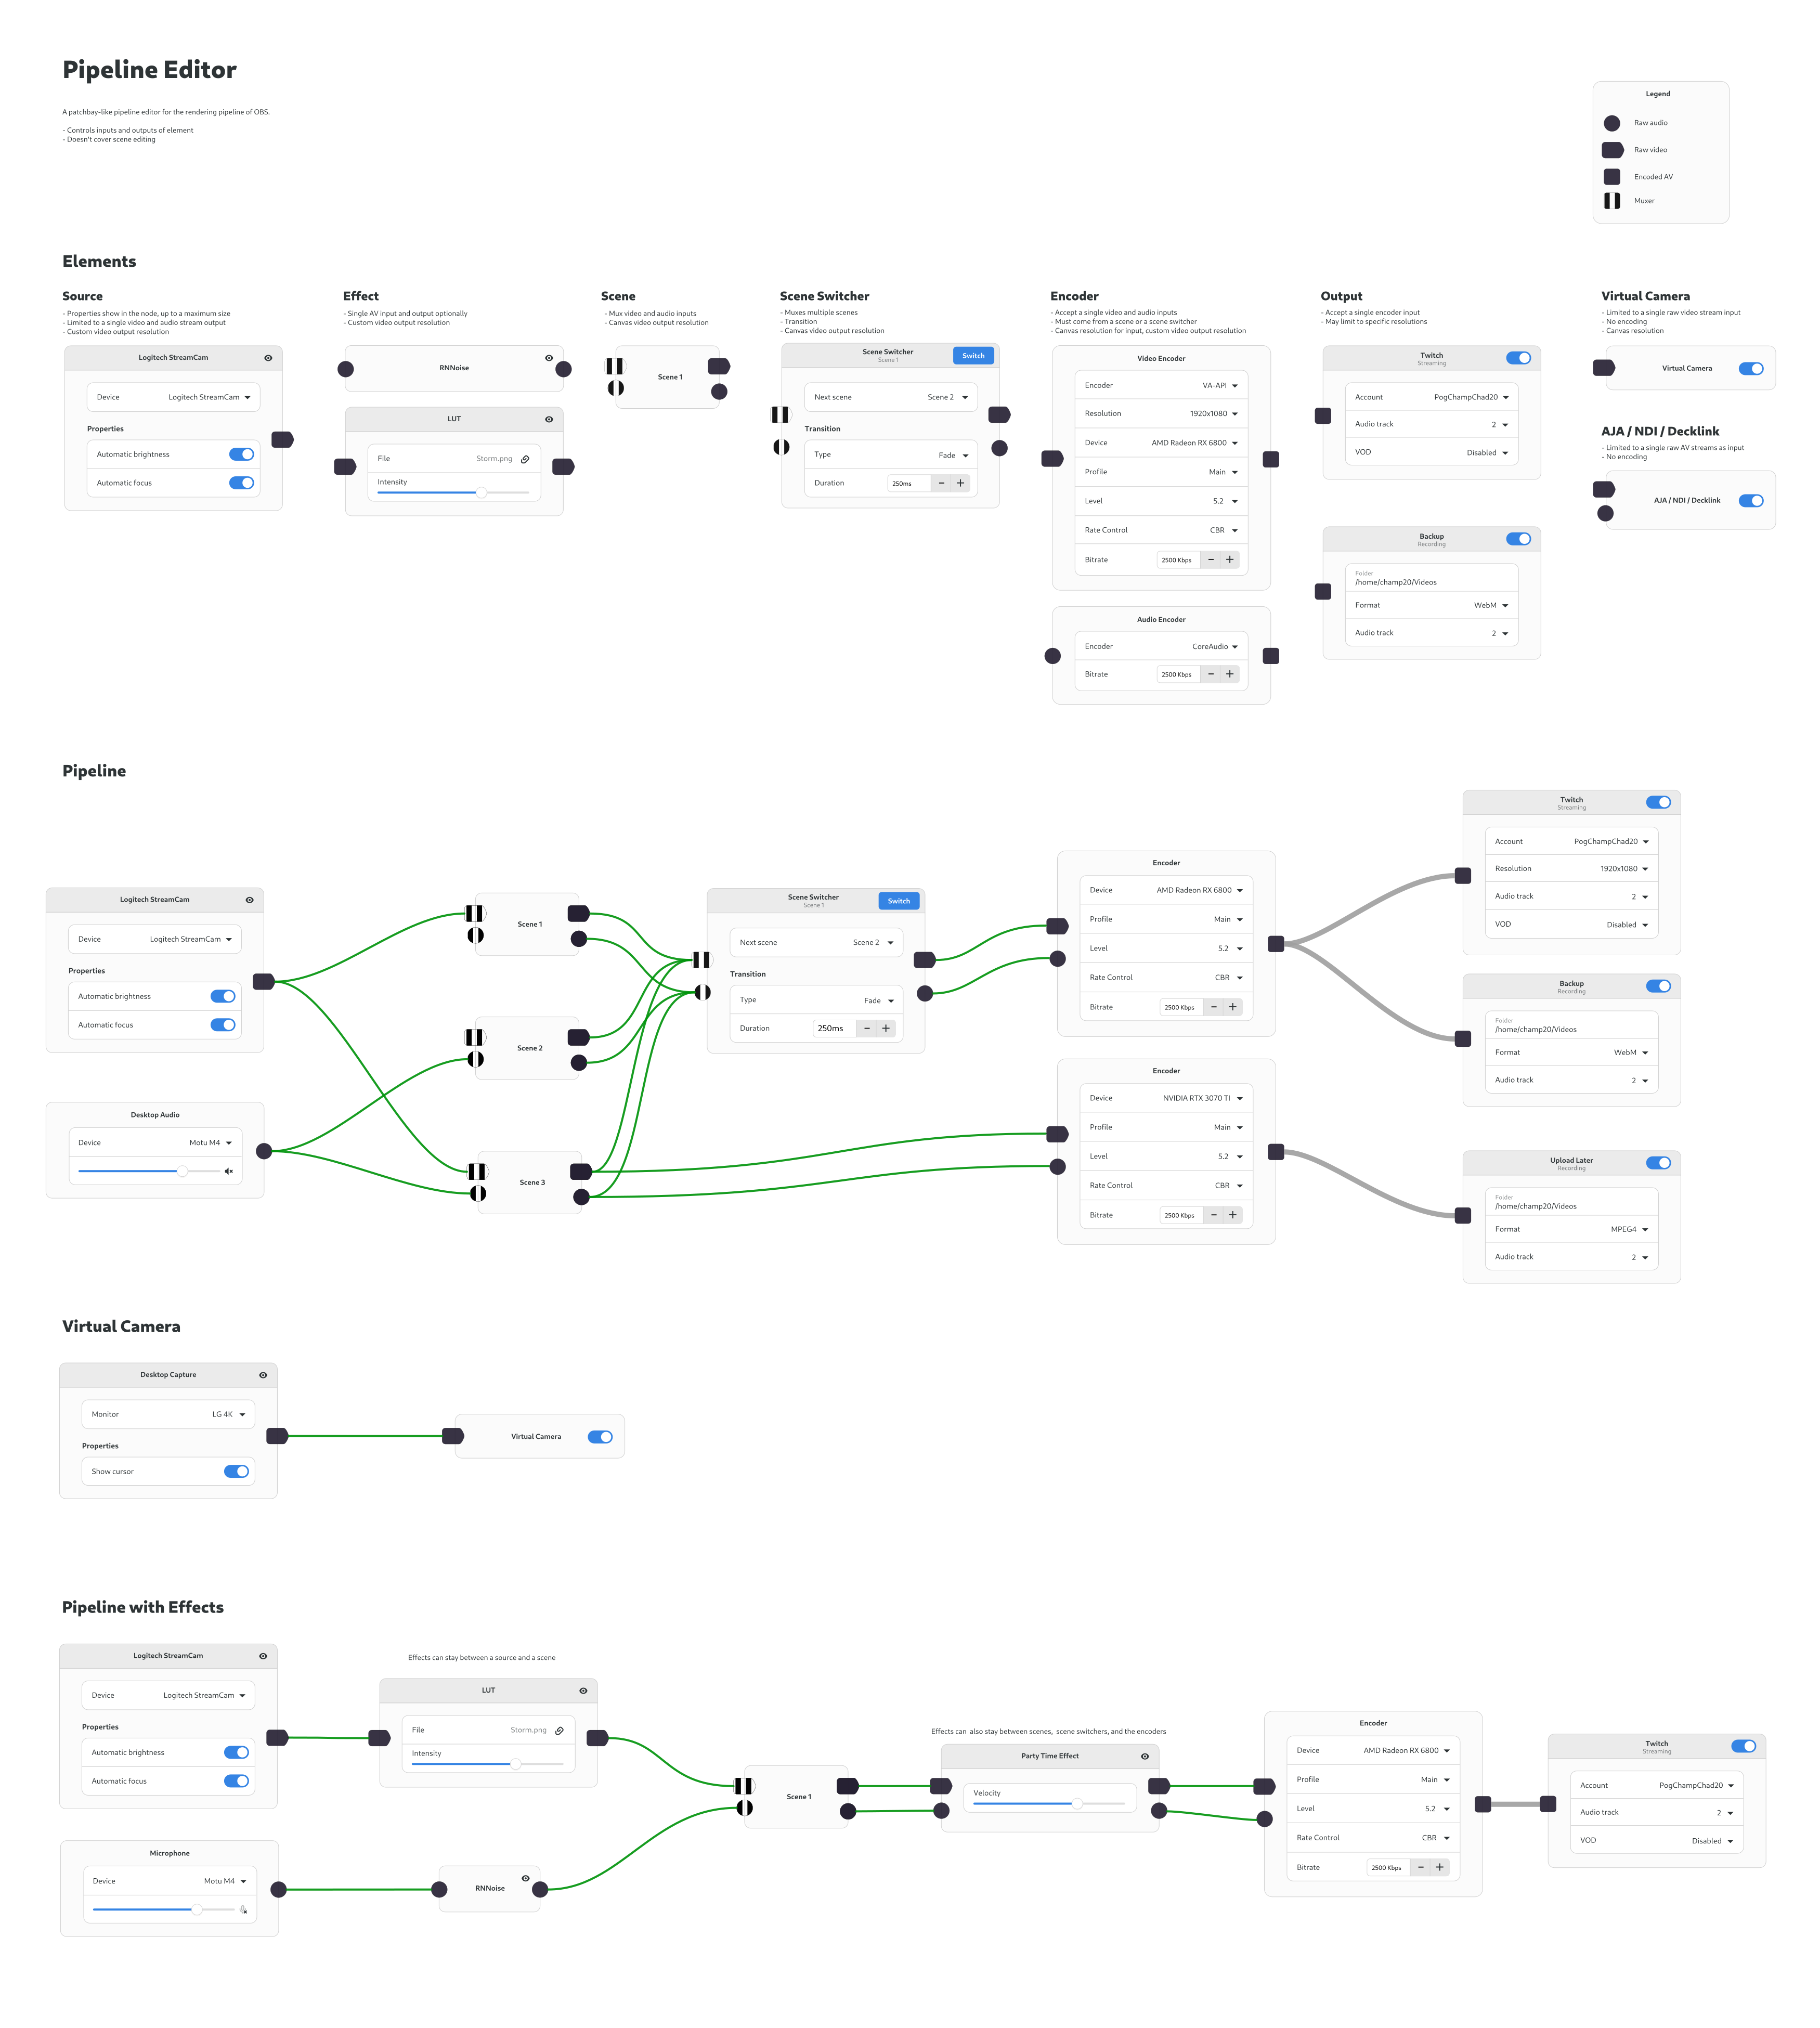 Pipeline Editor
A patchbay-like pipeline editor for the rendering pipeline of OBS.
- Controls inputs and outputs of element
- Doesn't cover scene editing
Legend
Raw audio
Raw video
Encoded AV
Muxer
Elements
Source
- Properties show in the node, up to a maximum size
- Limited to a single video and audio stream output
- Custom video output resolution
Logitech StreamCam
Device Logitech StreamCam
Properties
Automatic brightness
Automatic focus
Effect
- Single AV input and output optionally
- Custom video output resolution
RNNoise
LUT
File Storm.png
Intensity
Scene
- Mux video and audio inputs
- Canvas video output resolution
Scene 1
Scene Switcher
- Muxes multiple scenes
- Transition
- Canvas video output resolution
Scene Switcher
Scene 1
Switch
Next scene Scene 2
Transition
Type Fade
Duration 250ms
Encoder
- Accept a single video and audio inputs
- Must come from a scene or a scene switcher
- Canvas resolution for input, custom video output resolution
Video Encoder
Encoder VA-API
Resolution 1920x1080
Device AMD Radeon RX 6800
Profile Main
Level 5.2
Rate Control CBR
Bitrate 2500 Kbps
Audio Encoder
Encoder CoreAudio
Bitrate 2500 Kbps
Output
- Accept a single encoder input
- May limit to specific resolutions
Twitch
Streaming
Account PogChampChad20
Audio track 2
VOD Disabled
Backup
Recording
Folder
/home/champ20/Videos
Format WebM
Audio track 2
Virtual Camera
- Limited to a single raw video stream input
- No encoding
- Canvas resolution
Virtual Camera
AJA / NDI / Decklink
- Limited to a single raw AV streams as input
- No encoding
AJA / NDI / Decklink
Pipeline
Logitech StreamCam
Device Logitech StreamCam
Properties
Automatic brightness
Automatic focus
Desktop Audio
Device Motu M4
Scene 1
Scene 2
Scene 3
Scene Switcher
Scene 1
Switch
Next scene Scene 2
Transition
Type Fade
Duration 250ms
Encoder
Device AMD Radeon RX 6800
Profile Main
Level 5.2
Rate Control CBR
Bitrate 2500 Kbps
Encoder
Device NVIDIA RTX 3070 TI
Profile Main
Level 5.2
Rate Control CBR
Bitrate 2500 Kbps
Twitch
Streaming
Account PogChampChad20
Resolution 1920x1080
Audio track 2
VOD Disabled
Backup
Recording
Folder
/home/champ20/Videos
Format WebM
Audio track 2
Upload Later
Recording
Folder
/home/champ20/Videos
Format MPEG4
Audio track 2
Virtual Camera
Desktop Capture
Monitor LG 4K
Properties
Show cursor
Virtual Camera
Pipeline with Effects
Logitech StreamCam
Device Logitech StreamCam
Properties
Automatic brightness
Automatic focus
Microphone
Device Motu M4
Effects can stay between a source and a scene
LUT
File Storm.png
Intensity
RNNoise
Scene 1
Effects can also stay between scenes, scene switchers, and the encoders
Party Time Effect
Velocity
Encoder
Device AMD Radeon RX 6800
Profile Main
Level 5.2
Rate Control CBR
Bitrate 2500 Kbps
Twitch
Streaming
Account PogChampChad20
Audio track 2
VOD Disabled